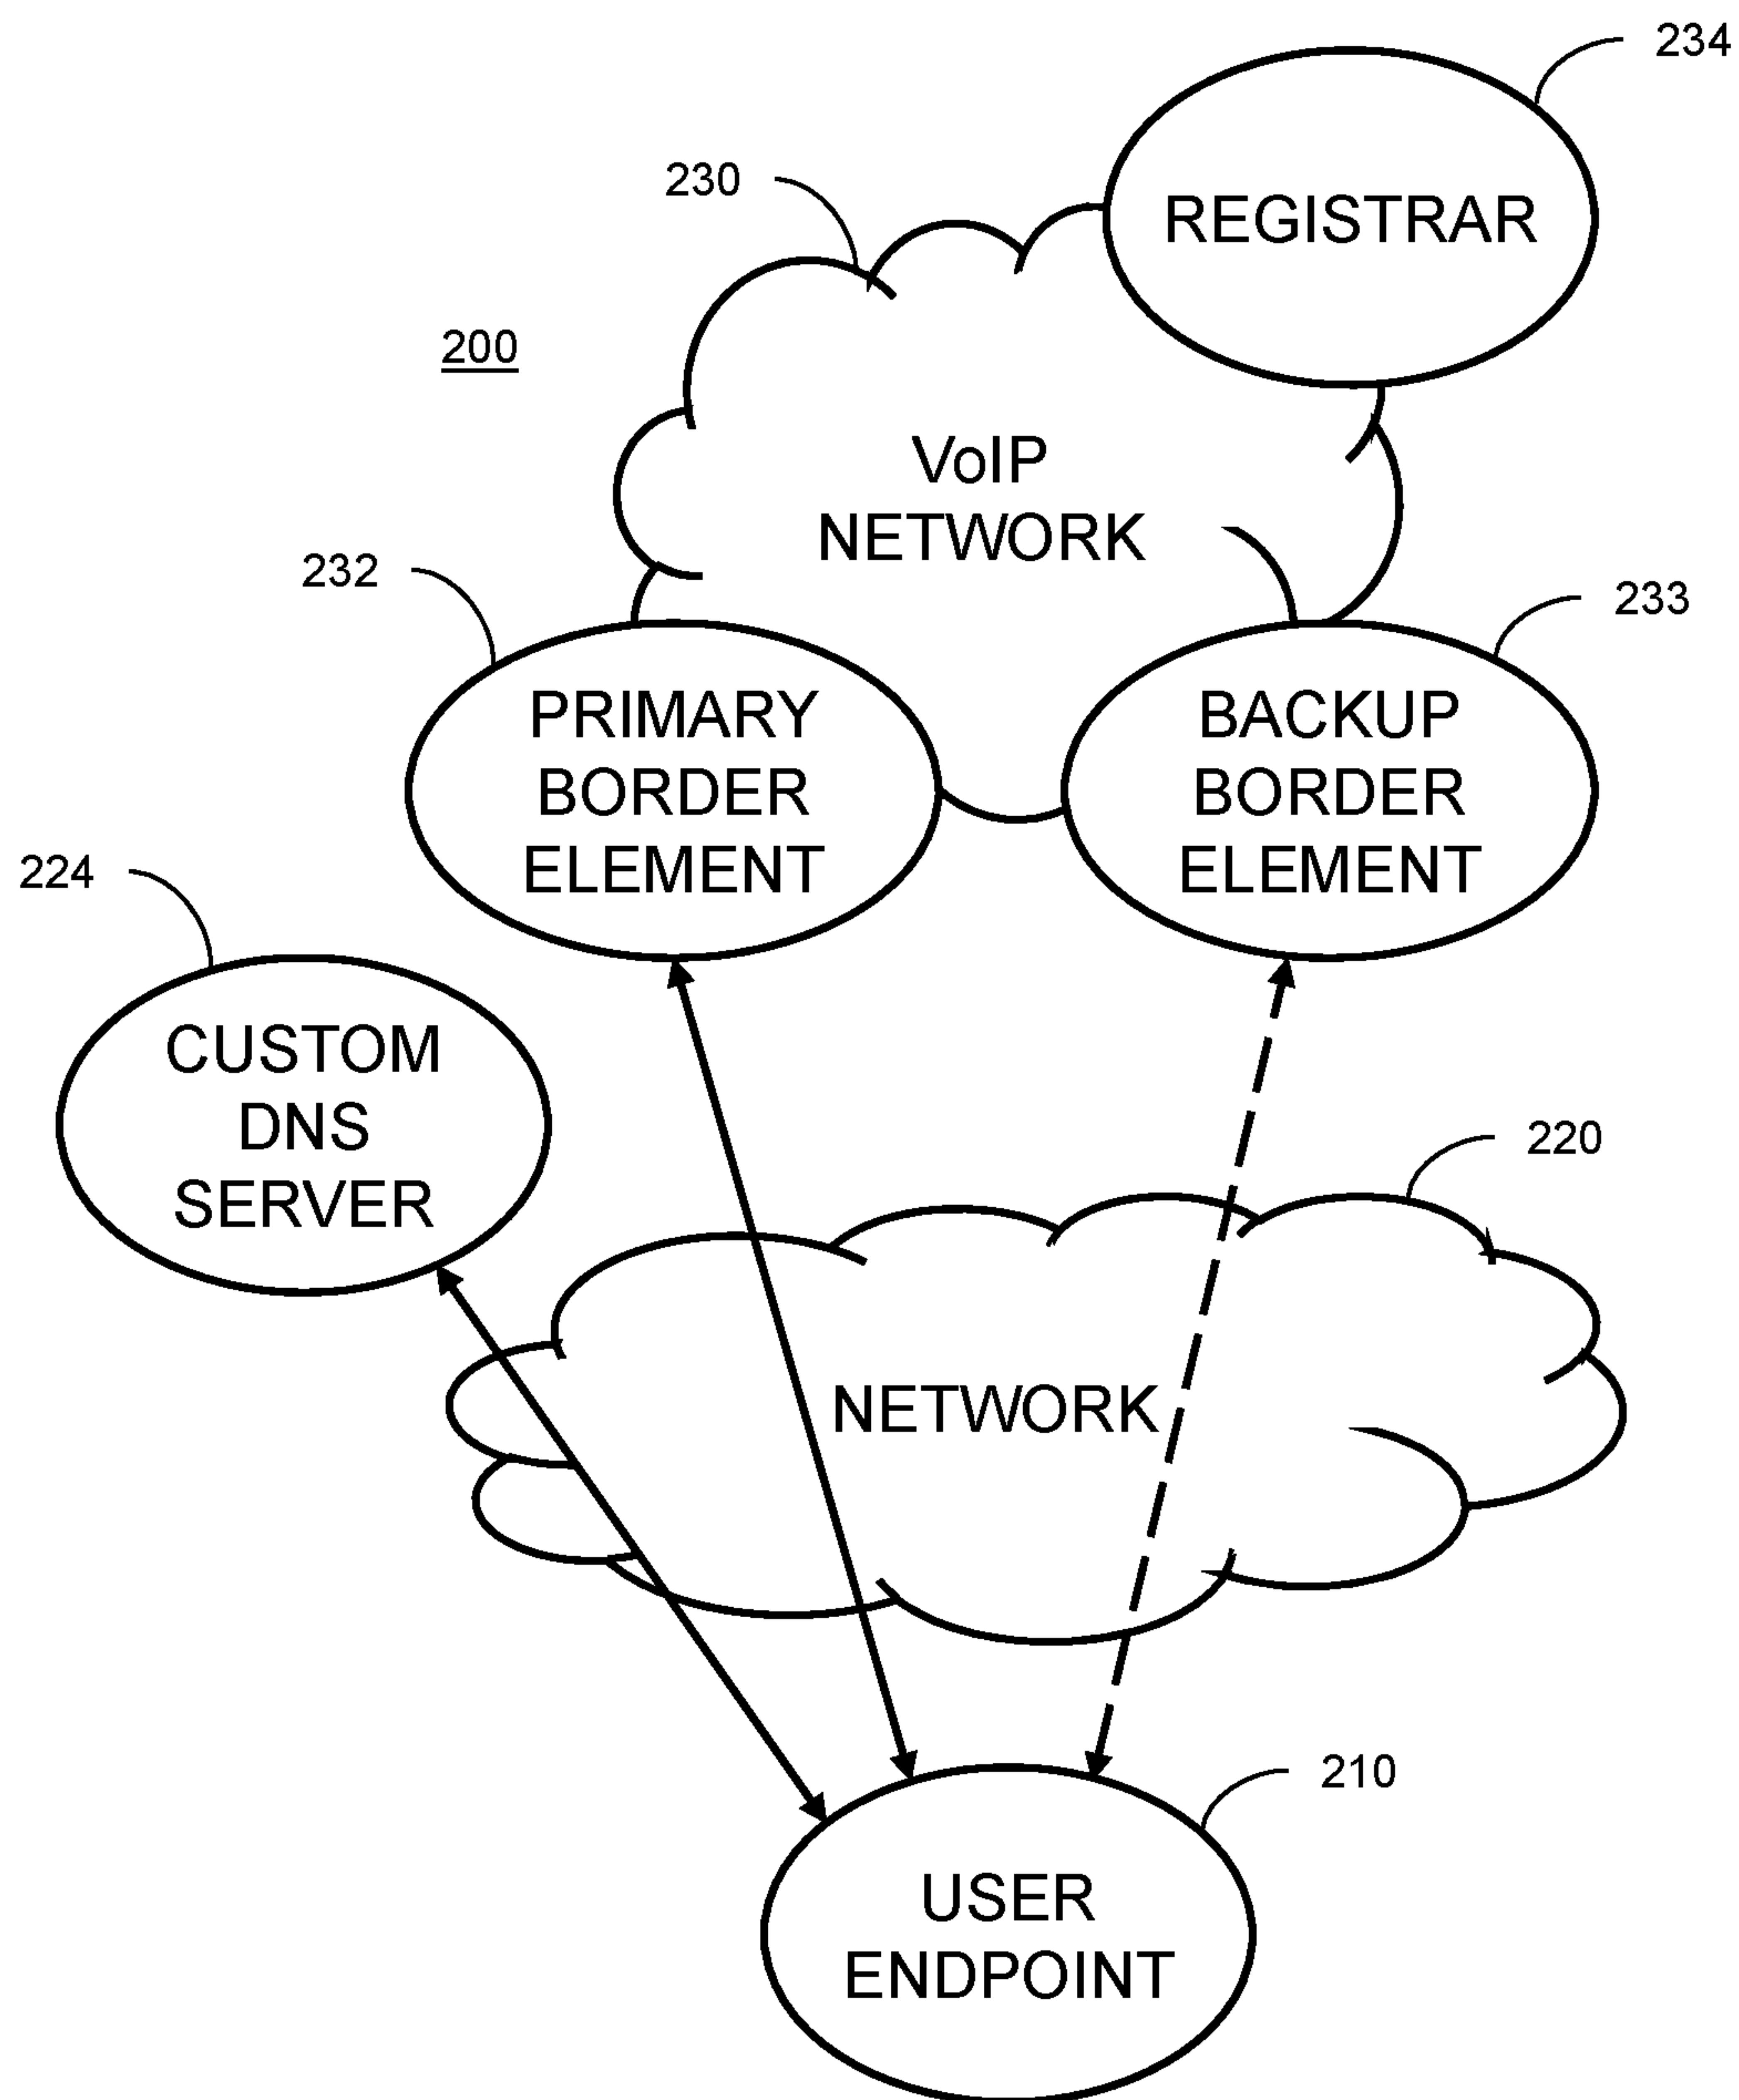 234
230
REGISTRAR
200
VoIP
NETWORK
232
233
PRIMARY
BORDER
ELEMENT
BACKUP
BORDER
ELEMENT
224
CUSTOM
DNS
SERVER
220
NETWORK
210
USER
ENDPOINT